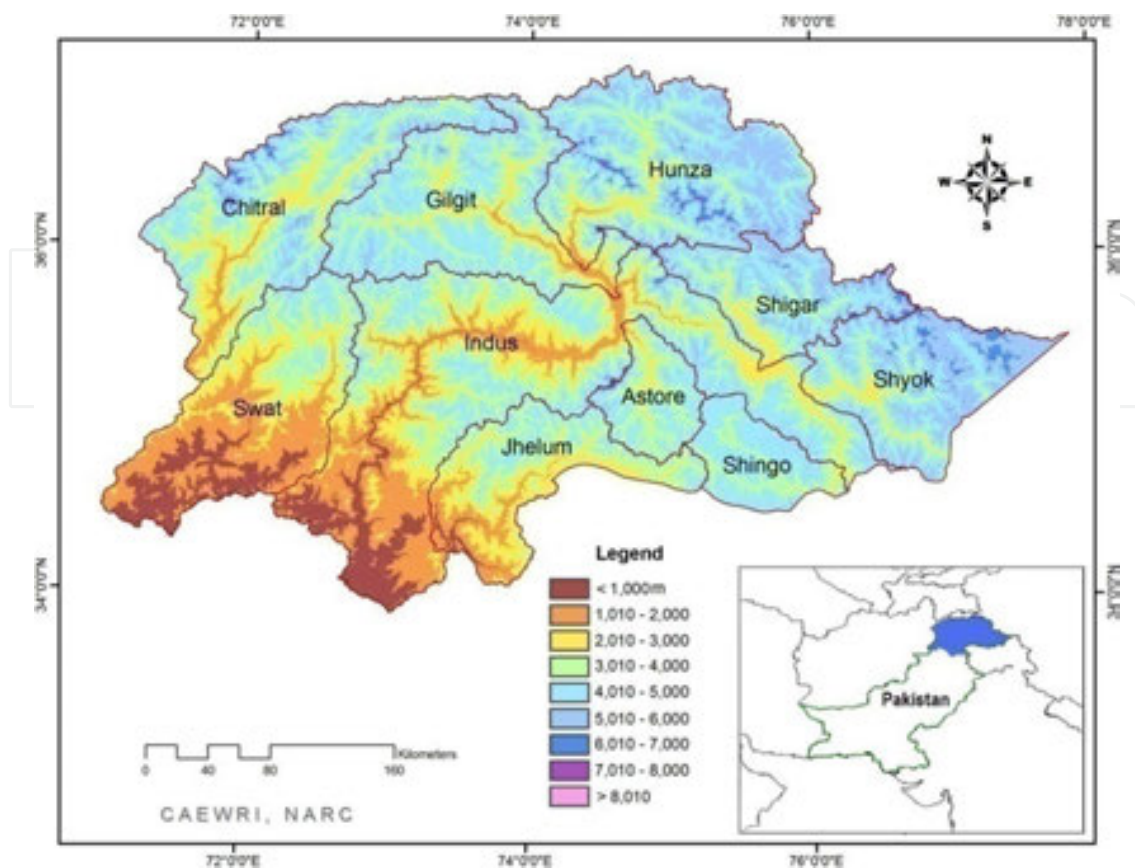 72°0'0"E 74°0'0"E 76°0'0"E 78°0'0"E
Hunza
N
W E
S
Gilgit
Chitral
36°0'0"N 36°0'0"N
Shigar
Indus
Shyok
Astore
Swat
Jhelum
Shingo
34°0'0"N 34°0'0"N
Legend
< 1,000m
1,010 - 2,000
2,010 - 3,000
3,010 - 4,000
4,010 - 5,000
5,010 - 6,000
6,010 - 7,000
7,010 - 8,000
> 8,010
Pakistan
Kilometers
0 40 80 160
CAEWRI, NARC
72°0'0"E 74°0'0"E 76°0'0"E